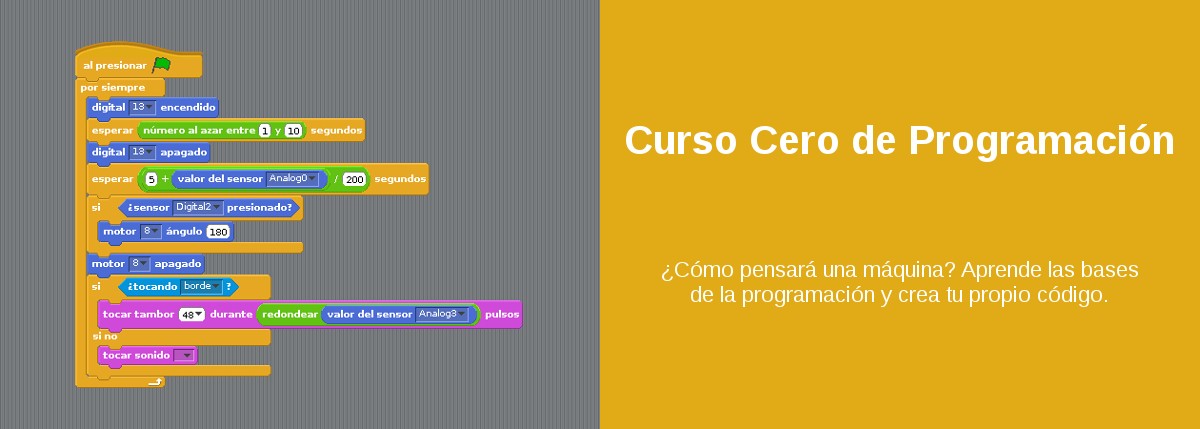 al presionar
por siempre
digital 13 encendido
esperar número al azar entre 1 y 10 segundos
digital 13 apagado
esperar 5 + valor del sensor Analog0 / 200 segundos
si ¿sensor Digital2 presionado?
motor 8 ángulo 180
motor 8 apagado
si ¿tocando borde ?
tocar tambor 48 durante redondear valor del sensor Analog3 pulsos
si no
tocar sonido
Curso Cero de Programación
¿Cómo pensará una máquina? Aprende las bases
de la programación y crea tu propio código.